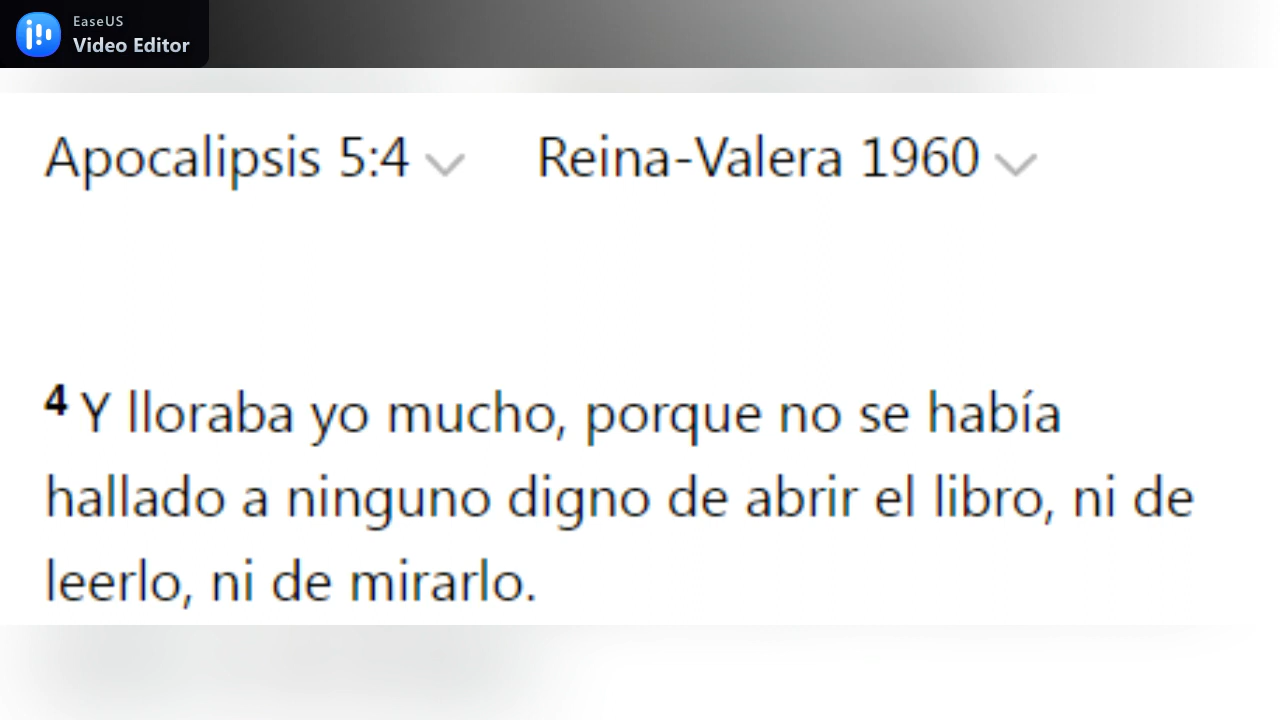 EaseUS
Video Editor
Apocalipsis 5:4 Reina-Valera 1960
4 Y lloraba yo mucho, porque no se había
hallado a ninguno digno de abrir el libro, ni de
leerlo, ni de mirarlo.